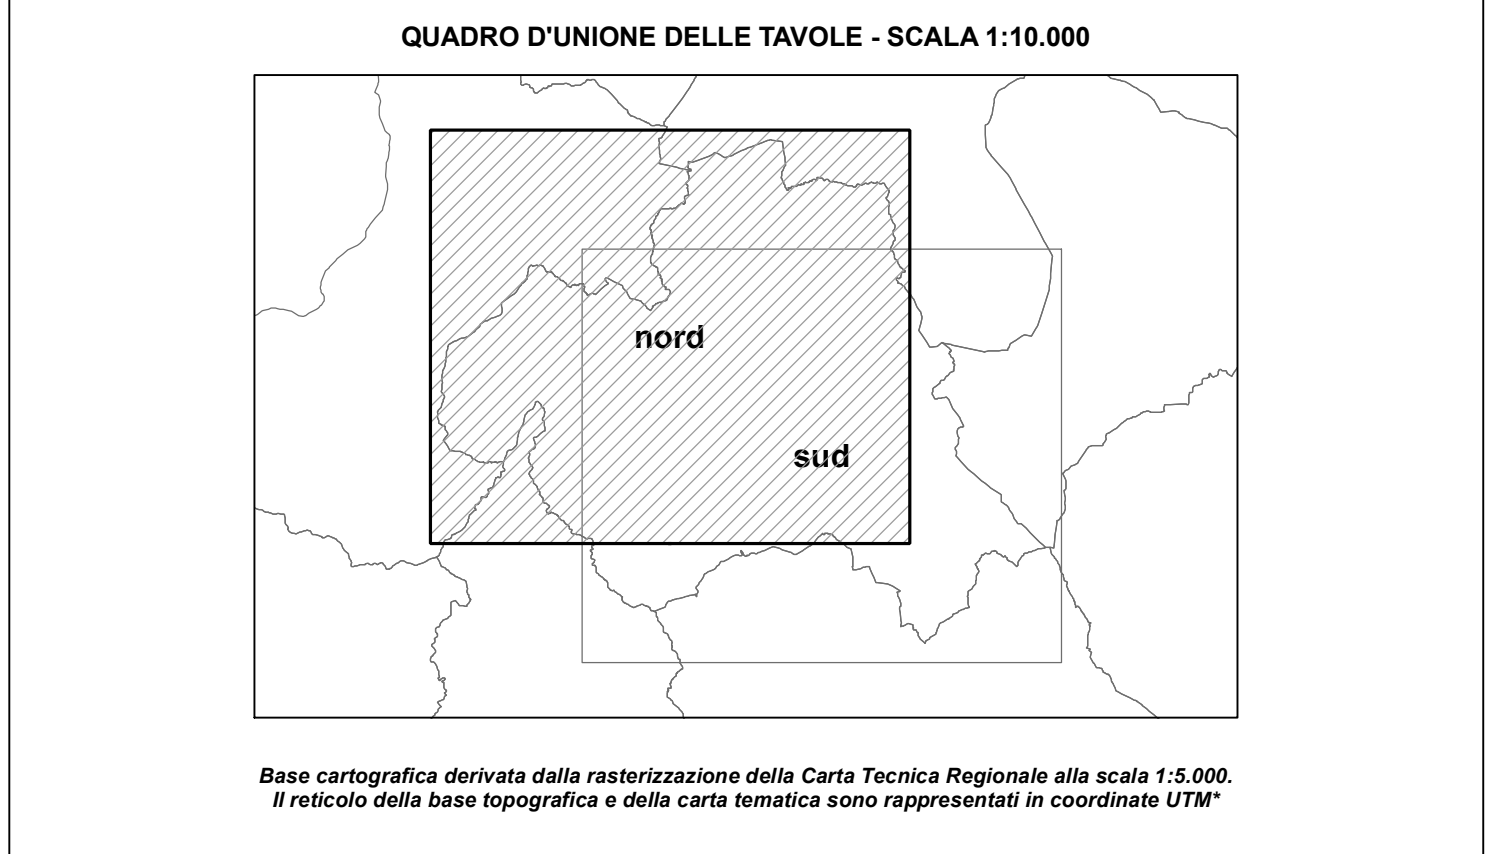 QUADRO D'UNIONE DELLE TAVOLE - SCALA 1:10.000
nord
sud
Base cartografica derivata dalla rasterizzazione della Carta Tecnica Regionale alla scala 1:5.000.
Il reticolo della base topografica e della carta tematica sono rappresentati in coordinate UTM*